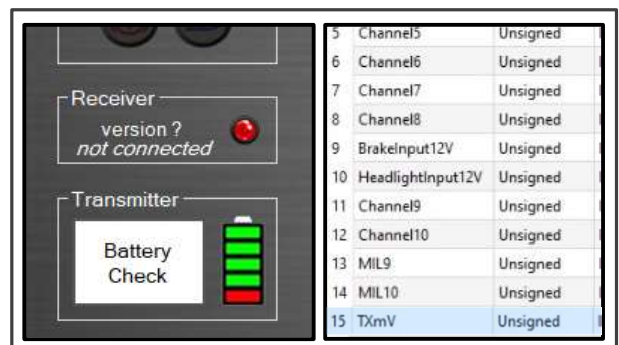 Receiver
version ?
not connected
Transmitter
Battery
Check
5 Channel5 Unsigned
6 Channel6 Unsigned
7 Channel7 Unsigned
8 Channel8 Unsigned
9 BrakeInput12V Unsigned
10 HeadlightInput12V Unsigned
11 Channel9 Unsigned
12 Channel10 Unsigned
13 MIL9 Unsigned
14 MIL10 Unsigned
15 TXmV Unsigned